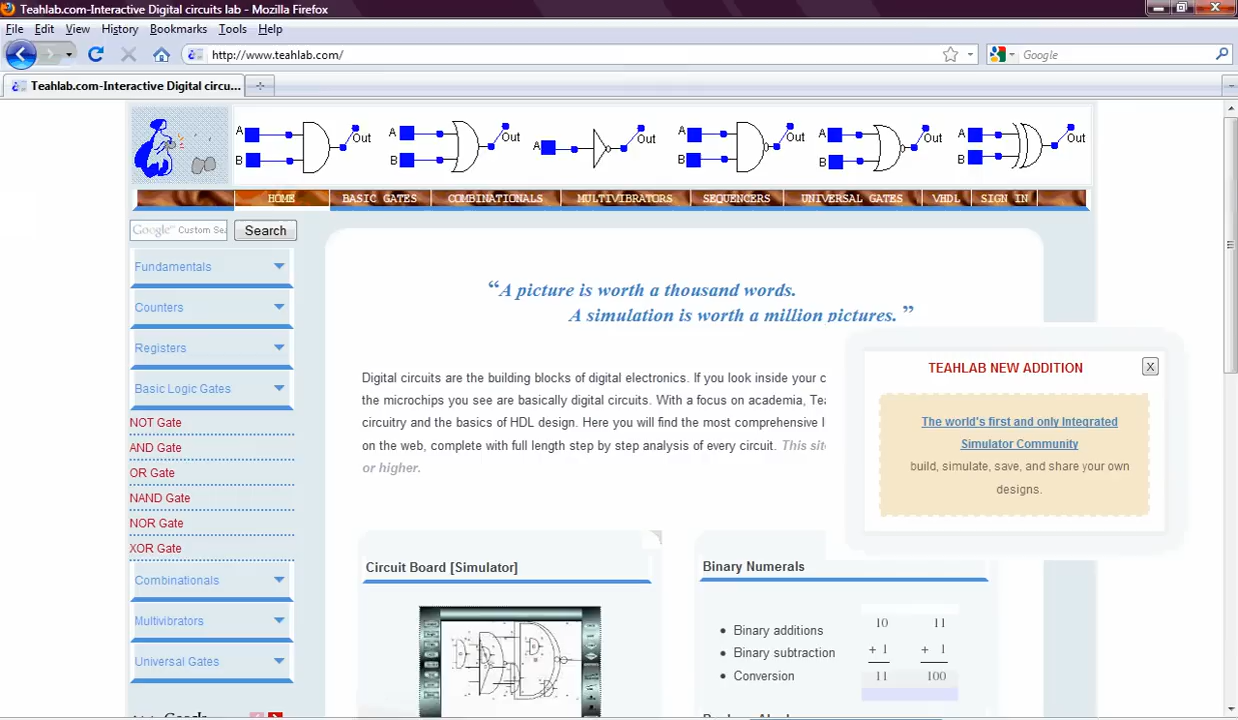 Teahlab.com-Interactive Digital circuits lab - Mozilla Firefox
File Edit View History Bookmarks Tools Help
http://www.teahlab.com/
Google
Teahlab.com-Interactive Digital circu...
A B Out
A B Out
A Out
A B Out
A B Out
A B Out
HOME BASIC GATES COMBINATIONALS MULTIVIBRATORS SEQUENCERS UNIVERSAL GATES VHDL SIGN IN
Google™ Custom Se
Search
Fundamentals
Counters
Registers
Basic Logic Gates
NOT Gate
AND Gate
OR Gate
NAND Gate
NOR Gate
XOR Gate
Combinationals
Multivibrators
Universal Gates
Google
“A picture is worth a thousand words.
A simulation is worth a million pictures. ”
Digital circuits are the building blocks of digital electronics. If you look inside your c
the microchips you see are basically digital circuits. With a focus on academia, Tea
circuitry and the basics of HDL design. Here you will find the most comprehensive l
on the web, complete with full length step by step analysis of every circuit. This site
or higher.
TEAHLAB NEW ADDITION
X
The world's first and only Integrated
Simulator Community
build, simulate, save, and share your own
designs.
Circuit Board [Simulator]
Binary Numerals
Binary additions
Binary subtraction
Conversion
10 11
+ 1 + 1
11 100